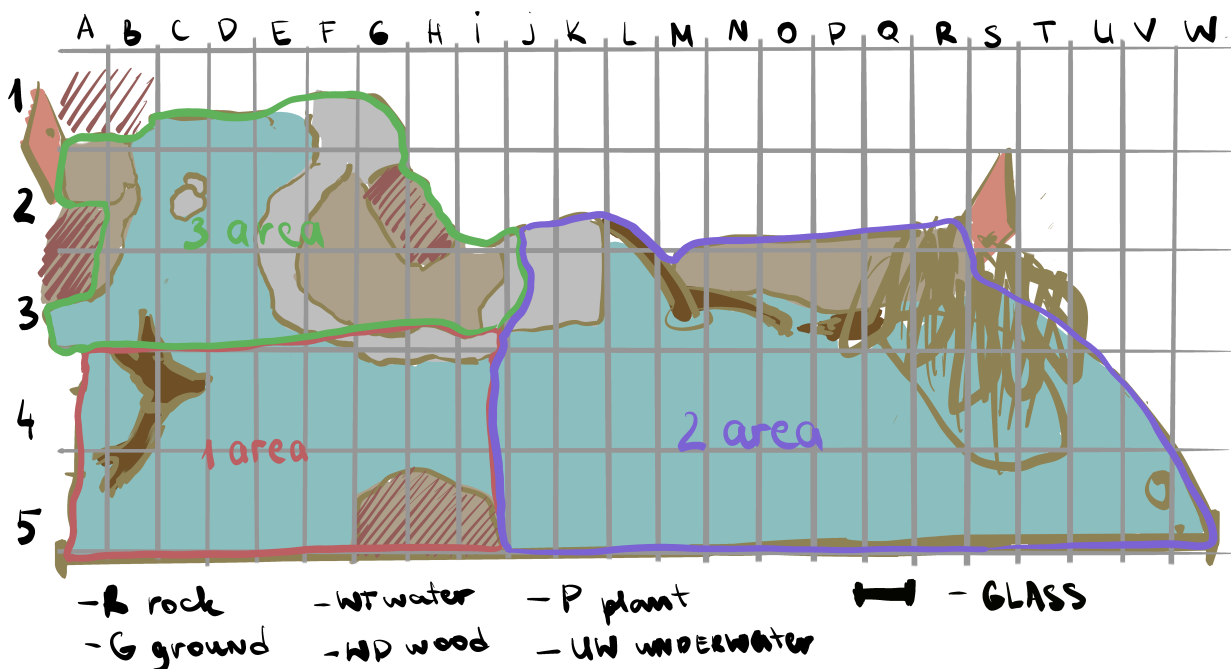 A B C D E F G H i j K L M N O P Q R S T U V W
1
2
3 area
3
4
2 area
1 area
5
-R rock -WT water -P plant - GLASS
-G ground -WD wood -UW UNDERWATER